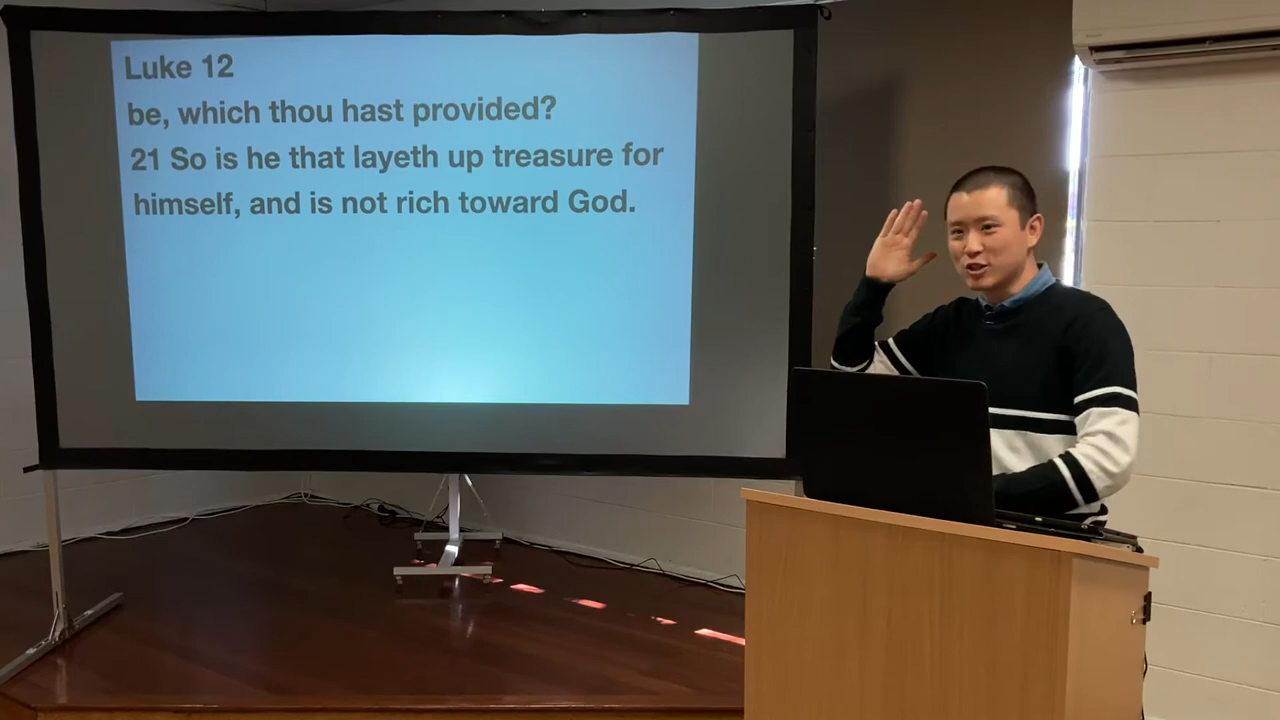 Luke 12
be, which thou hast provided?
21 So is he that layeth up treasure for
himself, and is not rich toward God.